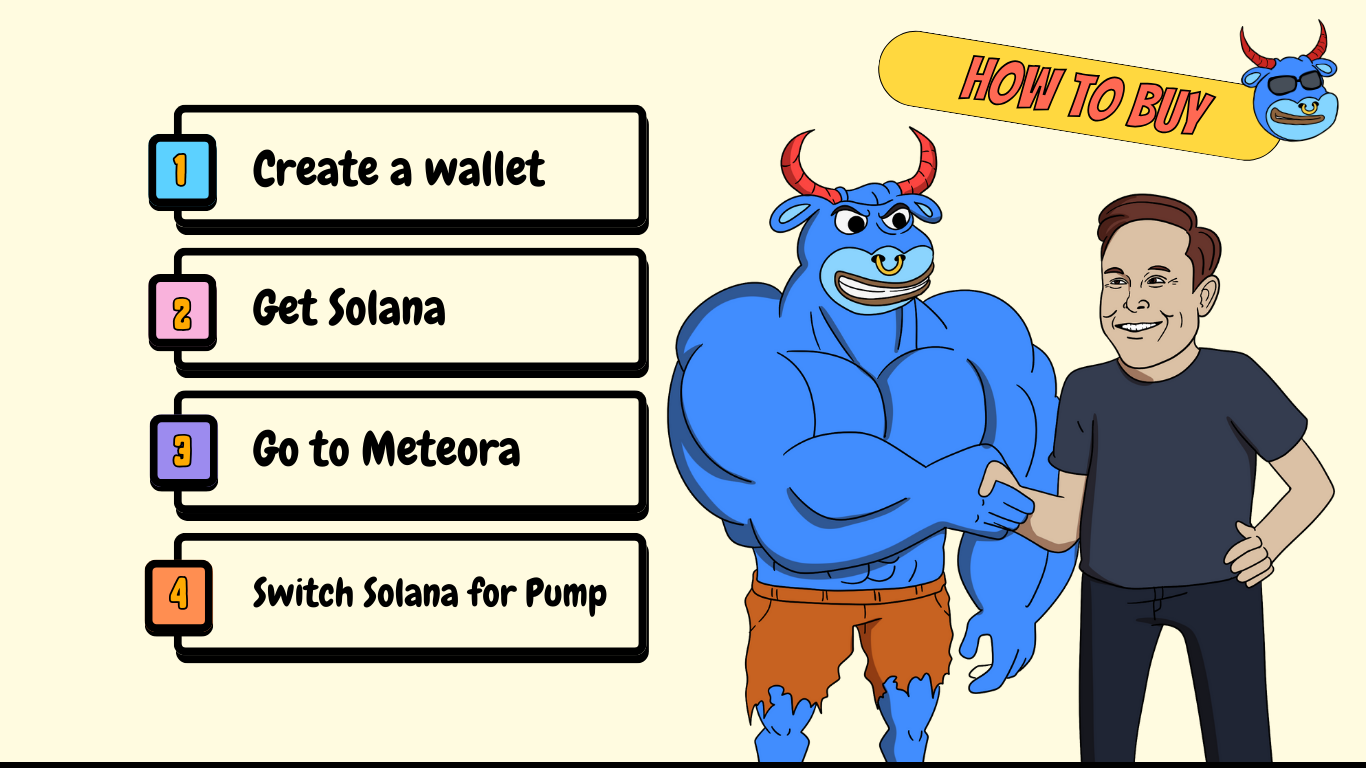 HOW TO BUY
1
Create a wallet
2
Get Solana
3
Go to Meteora
4
Switch Solana for Pump